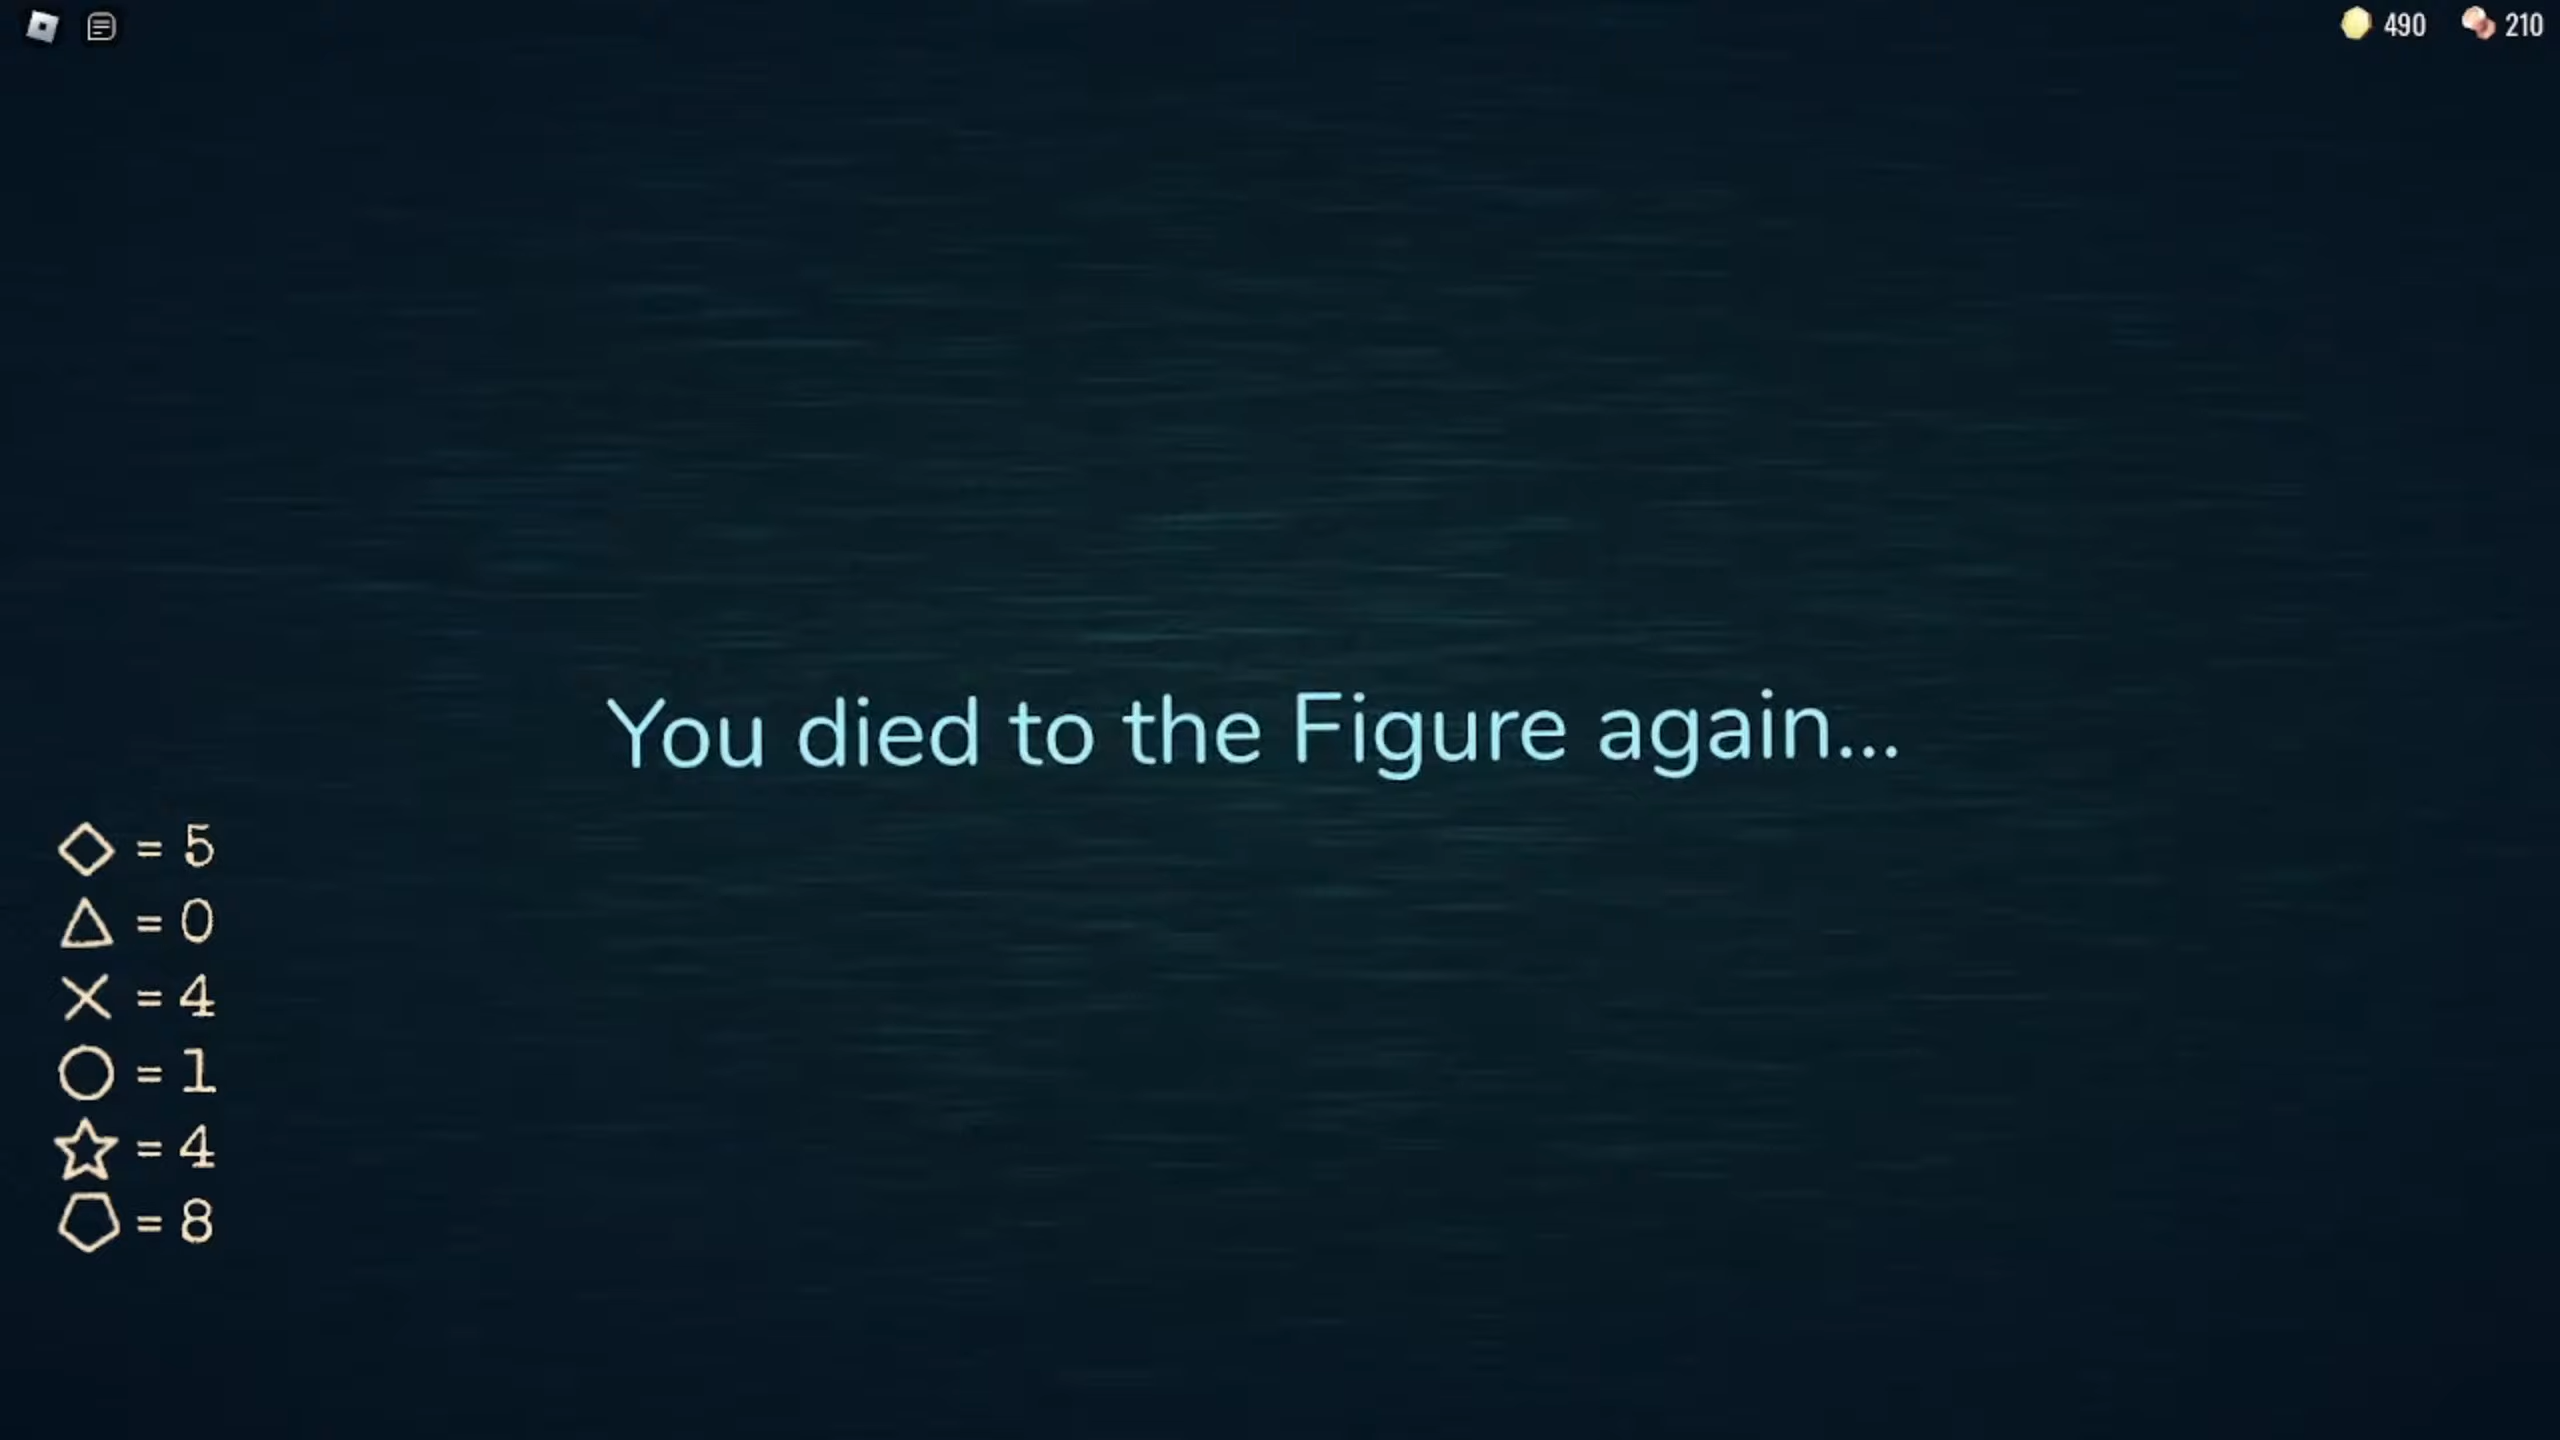 490 210
You died to the Figure again...
◇ = 5
△ = 0
✕ = 4
○ = 1
☆ = 4
⬠ = 8